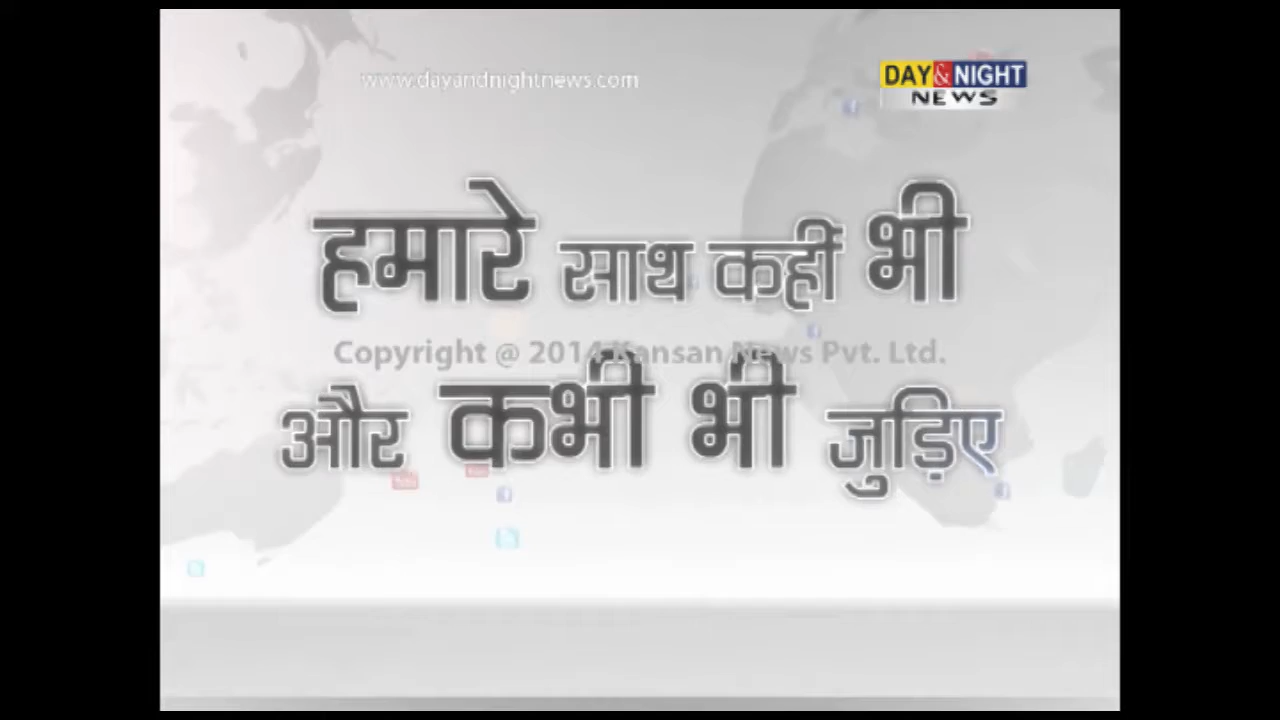 www.dayandnightnews.com
DAY&NIGHT
NEWS
हमारे साथ कहीं भी
Copyright @ 2014 Kansan News Pvt. Ltd.
और कभी भी जुड़िए